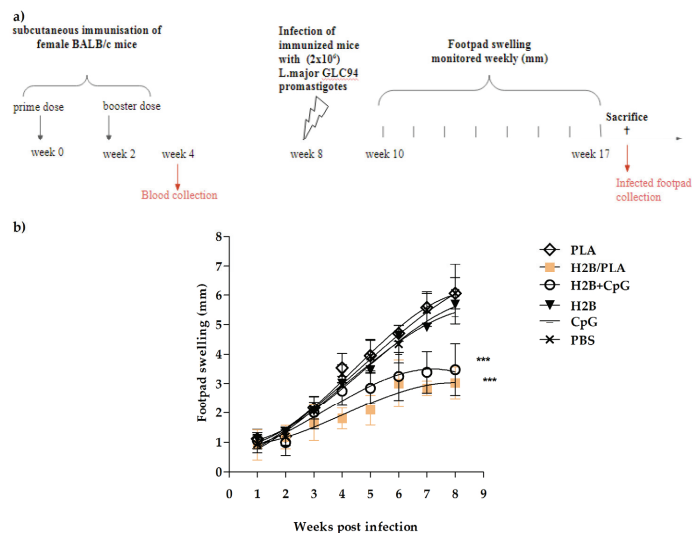 a)
subcutaneous immunisation of
female BALB/c mice
prime dose
booster dose
week 0
week 2
week 4
Blood collection
Infection of
immunized mice
with (2x10⁶)
L.major GLC94
promastigotes
week 8
Footpad swelling
monitored weekly (mm)
week 10
week 17
Sacrifice
†
Infected footpad
collection
b)
Footpad swelling (mm)
8
7
6
5
4
3
2
1
0
0 1 2 3 4 5 6 7 8 9
Weeks post infection
***
***
PLA
H2B/PLA
H2B+CpG
H2B
CpG
PBS